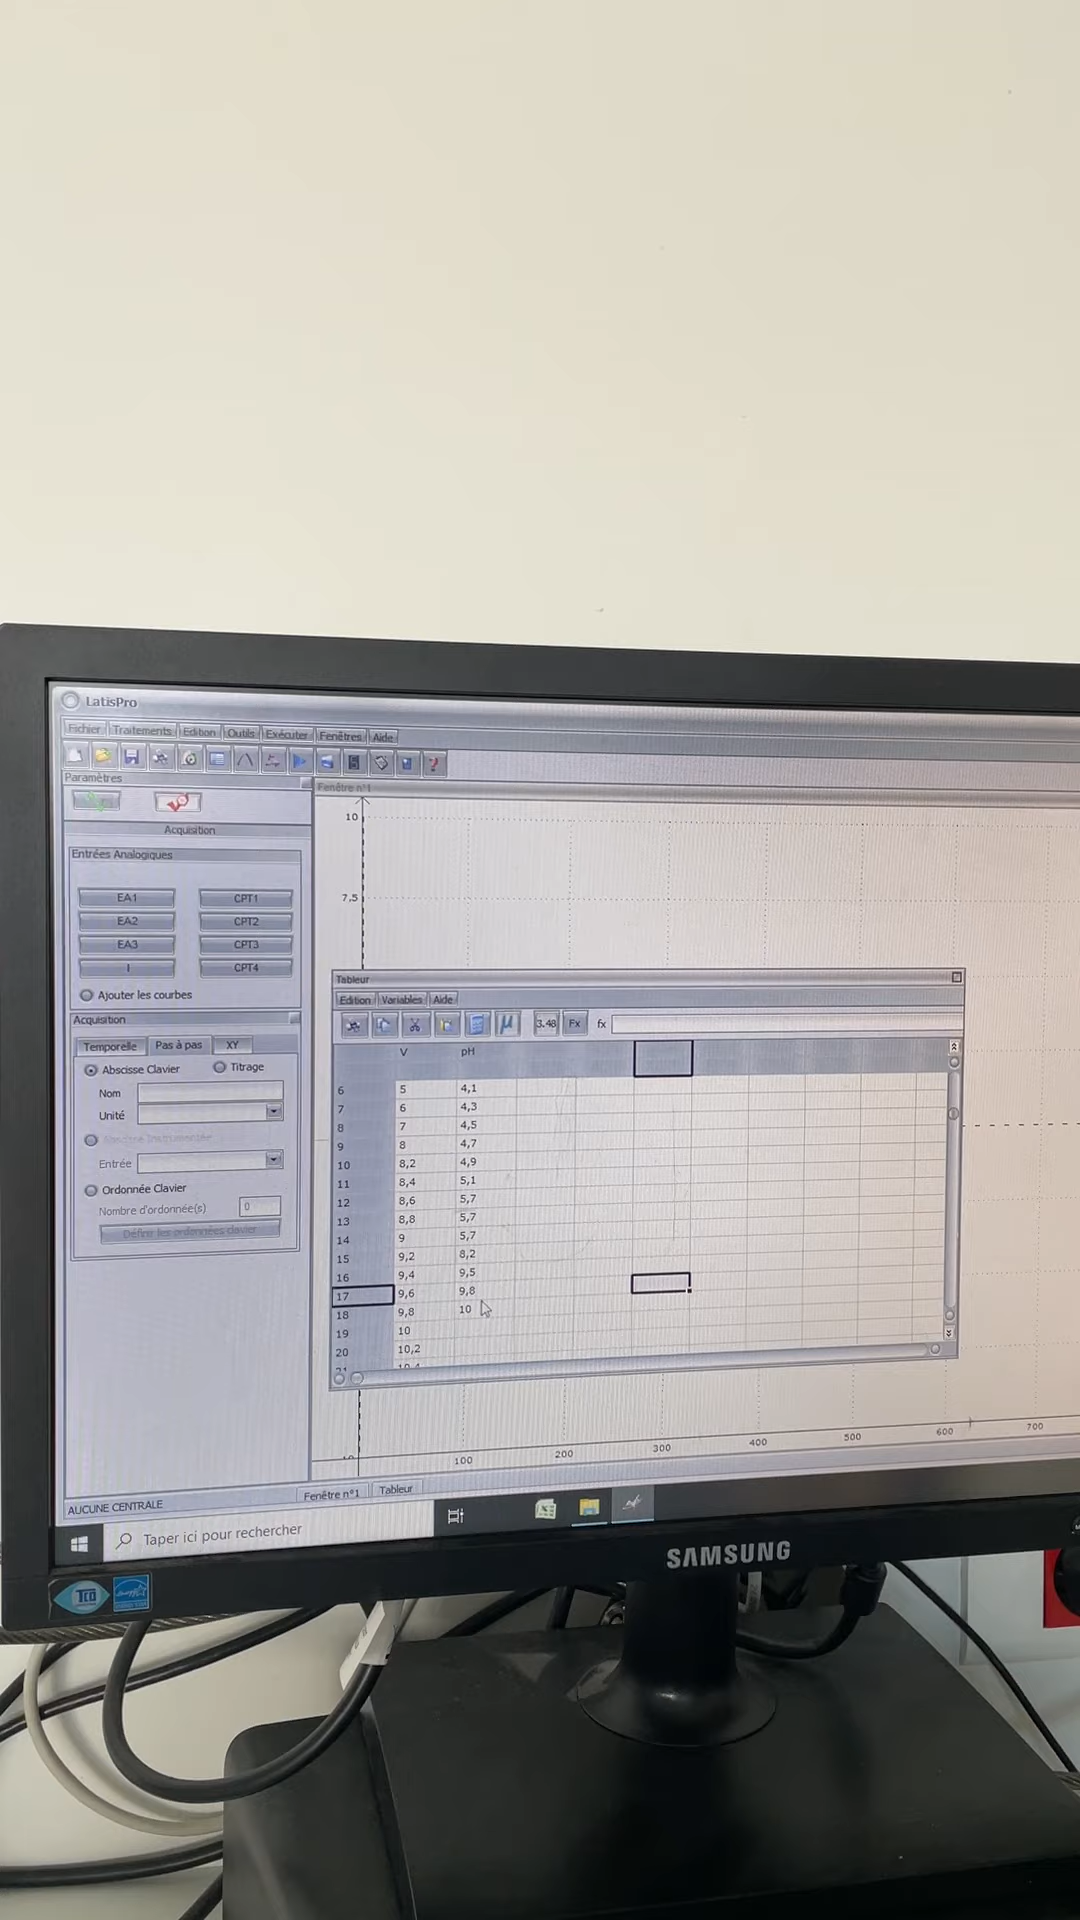 LatisPro
Fichier Traitements Edition Outils Exécuter Fenêtres Aide
Paramètres
Fenêtre n°1
Acquisition
Entrées Analogiques
EA1 CPT1
EA2 CPT2
EA3 CPT3
I CPT4
Ajouter les courbes
Acquisition
Temporelle Pas à pas XY
Abscisse Clavier Titrage
Nom
Unité
Entrée
Ordonnée Clavier
Nombre d'ordonnée(s) 0
Définir les ordonnées clavier
AUCUNE CENTRALE
10
7,5
Tableur
Edition Variables Aide
μ 3.48 Fx fx
V pH
6 5 4,1
7 6 4,3
8 7 4,5
9 8 4,7
10 8,2 4,9
11 8,4 5,1
12 8,6 5,7
13 8,8 5,7
14 9 5,7
15 9,2 8,2
16 9,4 9,5
17 9,6 9,8
18 9,8 10
19 10
20 10,2
100 200 300 400 500 600 700
Fenêtre n°1 Tableur
Taper ici pour rechercher
SAMSUNG
TCO